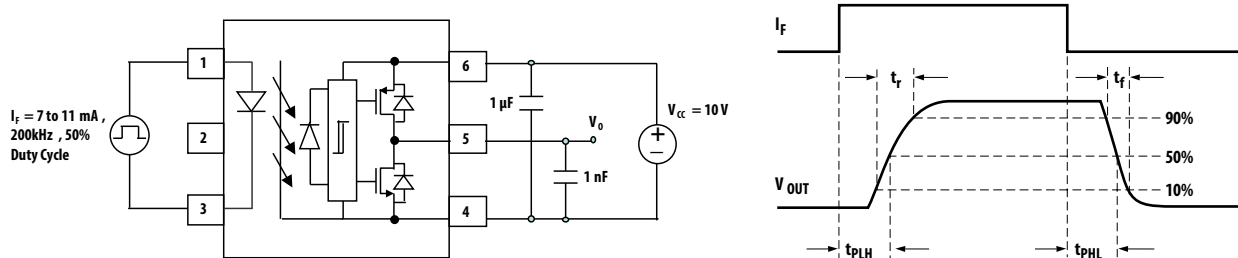 I_F = 7 to 11 mA ,
200kHz , 50%
Duty Cycle
1
2
3
6
5
4
1 µF
V_O
1 nF
V_CC = 10 V
I_F
t_r
t_f
90%
50%
10%
V_OUT
t_PLH
t_PHL